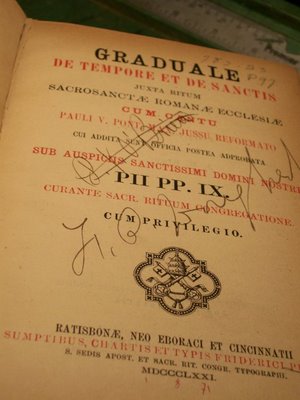 GRADUALE
DE TEMPORE ET DE SANCTIS
JUXTA RITUM
SACROSANCTÆ ROMANÆ ECCLESIÆ
CUM CANTU
PAULI V. PONT. MAX. JUSSU REFORMATO
CUI ADDITA SUNT OFFICIA POSTEA ADPROBATA
SUB AUSPICIIS SANCTISSIMI DOMINI NOSTRI
PII PP. IX.
CURANTE SACR. RITUUM CONGREGATIONE
CUM PRIVILEGIO.
RATISBONÆ, NEO EBORACI ET CINCINNATII
SUMPTIBUS, CHARTIS ET TYPIS FRIDERICI
S. SEDIS APOST. ET SACR. RIT. CONGR. TYPOGRAPHI.
MDCCCLXXI.